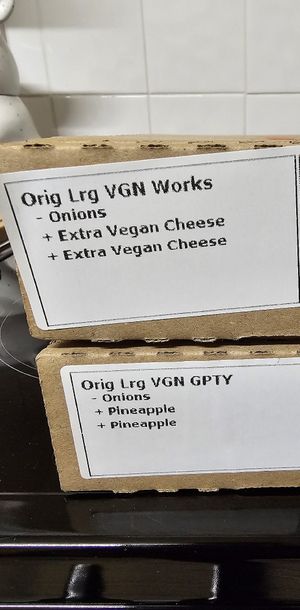 Orig Lrg VGN Works
- Onions
+ Extra Vegan Cheese
+ Extra Vegan Cheese
Orig Lrg VGN GPTY
- Onions
+ Pineapple
+ Pineapple